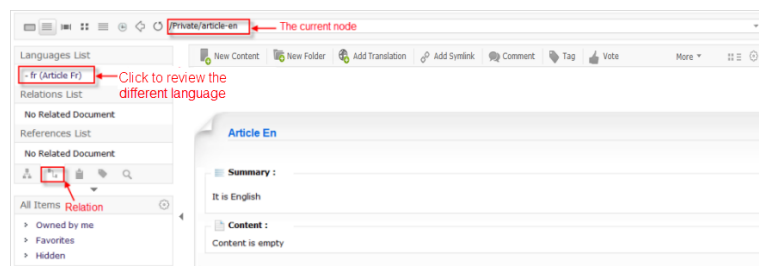 /Private/article-en
The current node
Languages List
New Content New Folder Add Translation Add Symlink Comment Tag Vote More
- fr (Article Fr)
Click to review the
different language
Relations List
No Related Document
References List
No Related Document
Relation
All Items
Owned by me
Favorites
Hidden
Article En
Summary :
It is English
Content :
Content is empty